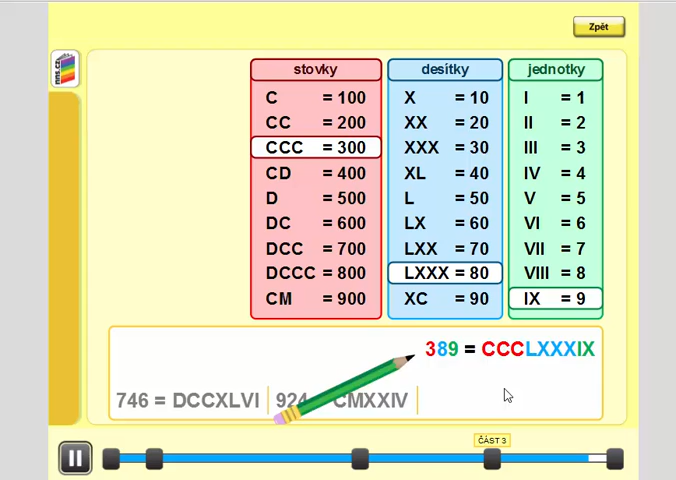 Zpět
nns.cz
stovky desítky jednotky
C = 100 X = 10 I = 1
CC = 200 XX = 20 II = 2
CCC = 300 XXX = 30 III = 3
CD = 400 XL = 40 IV = 4
D = 500 L = 50 V = 5
DC = 600 LX = 60 VI = 6
DCC = 700 LXX = 70 VII = 7
DCCC = 800 LXXX = 80 VIII = 8
CM = 900 XC = 90 IX = 9
389 = CCCLXXXIX
746 = DCCXLVI 924 CMXXIV
ČÁST 3